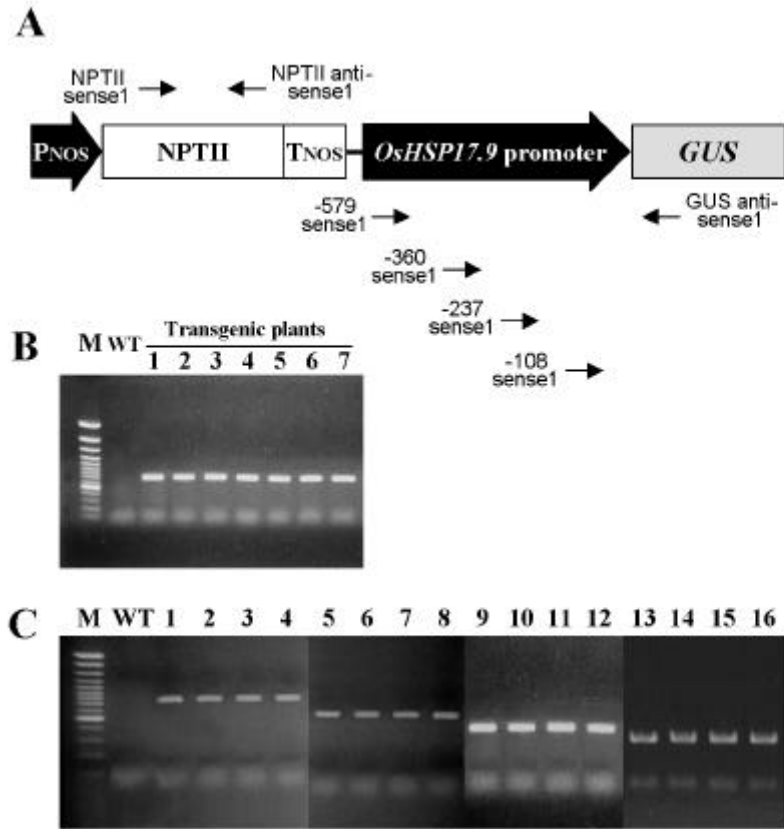 A
NPTII
sense1
NPTII anti-
sense1
PNOS
NPTII
TNOS
OsHSP17.9 promoter
GUS
-579
sense1
GUS anti-
sense1
-360
sense1
-237
sense1
-108
sense1
B
M WT
Transgenic plants
1 2 3 4 5 6 7
C
M WT 1 2 3 4 5 6 7 8 9 10 11 12 13 14 15 16